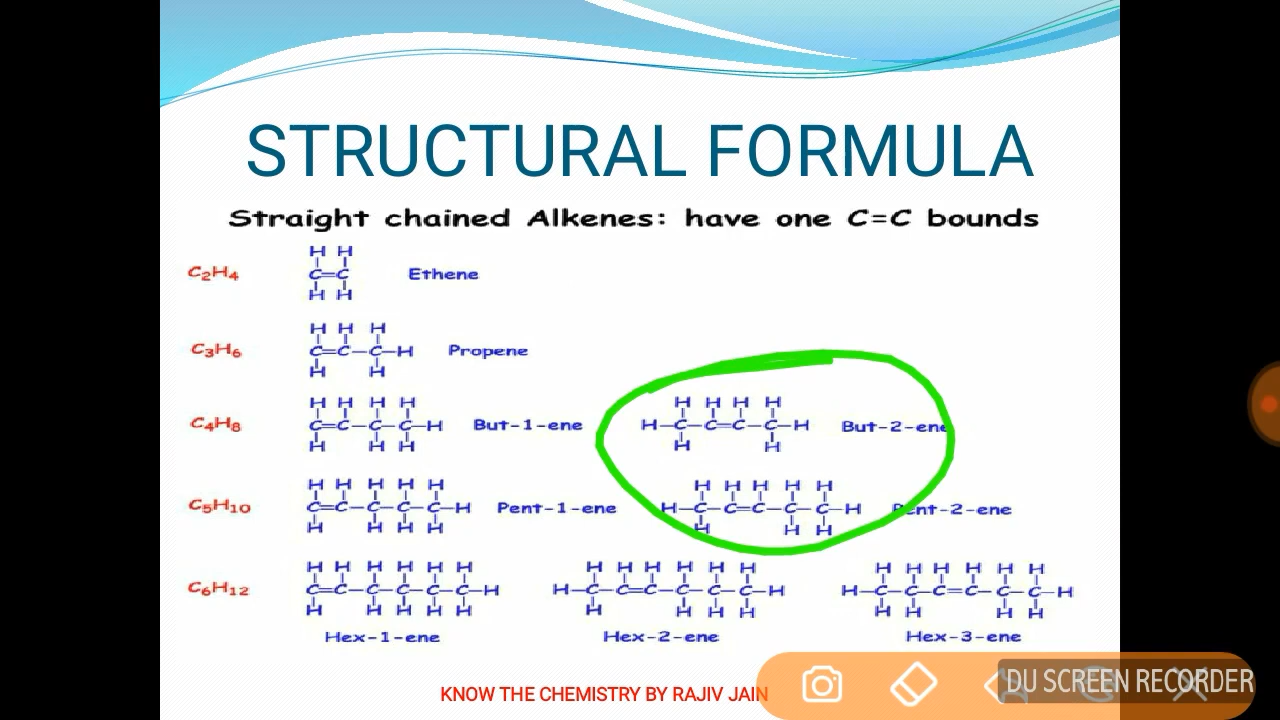 STRUCTURAL FORMULA
Straight chained Alkenes: have one C=C bounds
C₂H₄
H H
C=C
H H
Ethene
C₃H₆
H H H
C=C-C-H
H H
Propene
C₄H₈
H H H H
C=C-C-C-H
H H H
But-1-ene
H H H H
H-C-C=C-C-H
H H
But-2-ene
C₅H₁₀
H H H H H
C=C-C-C-C-H
H H H H
Pent-1-ene
H H H H H
H-C-C=C-C-C-H
H H H
Pent-2-ene
C₆H₁₂
H H H H H H
C=C-C-C-C-C-H
H H H H H
Hex-1-ene
H H H H H H
H-C-C=C-C-C-C-H
H H H H
Hex-2-ene
H H H H H H
H-C-C-C=C-C-C-H
H H H H
Hex-3-ene
KNOW THE CHEMISTRY BY RAJIV JAIN
DU SCREEN RECORDER